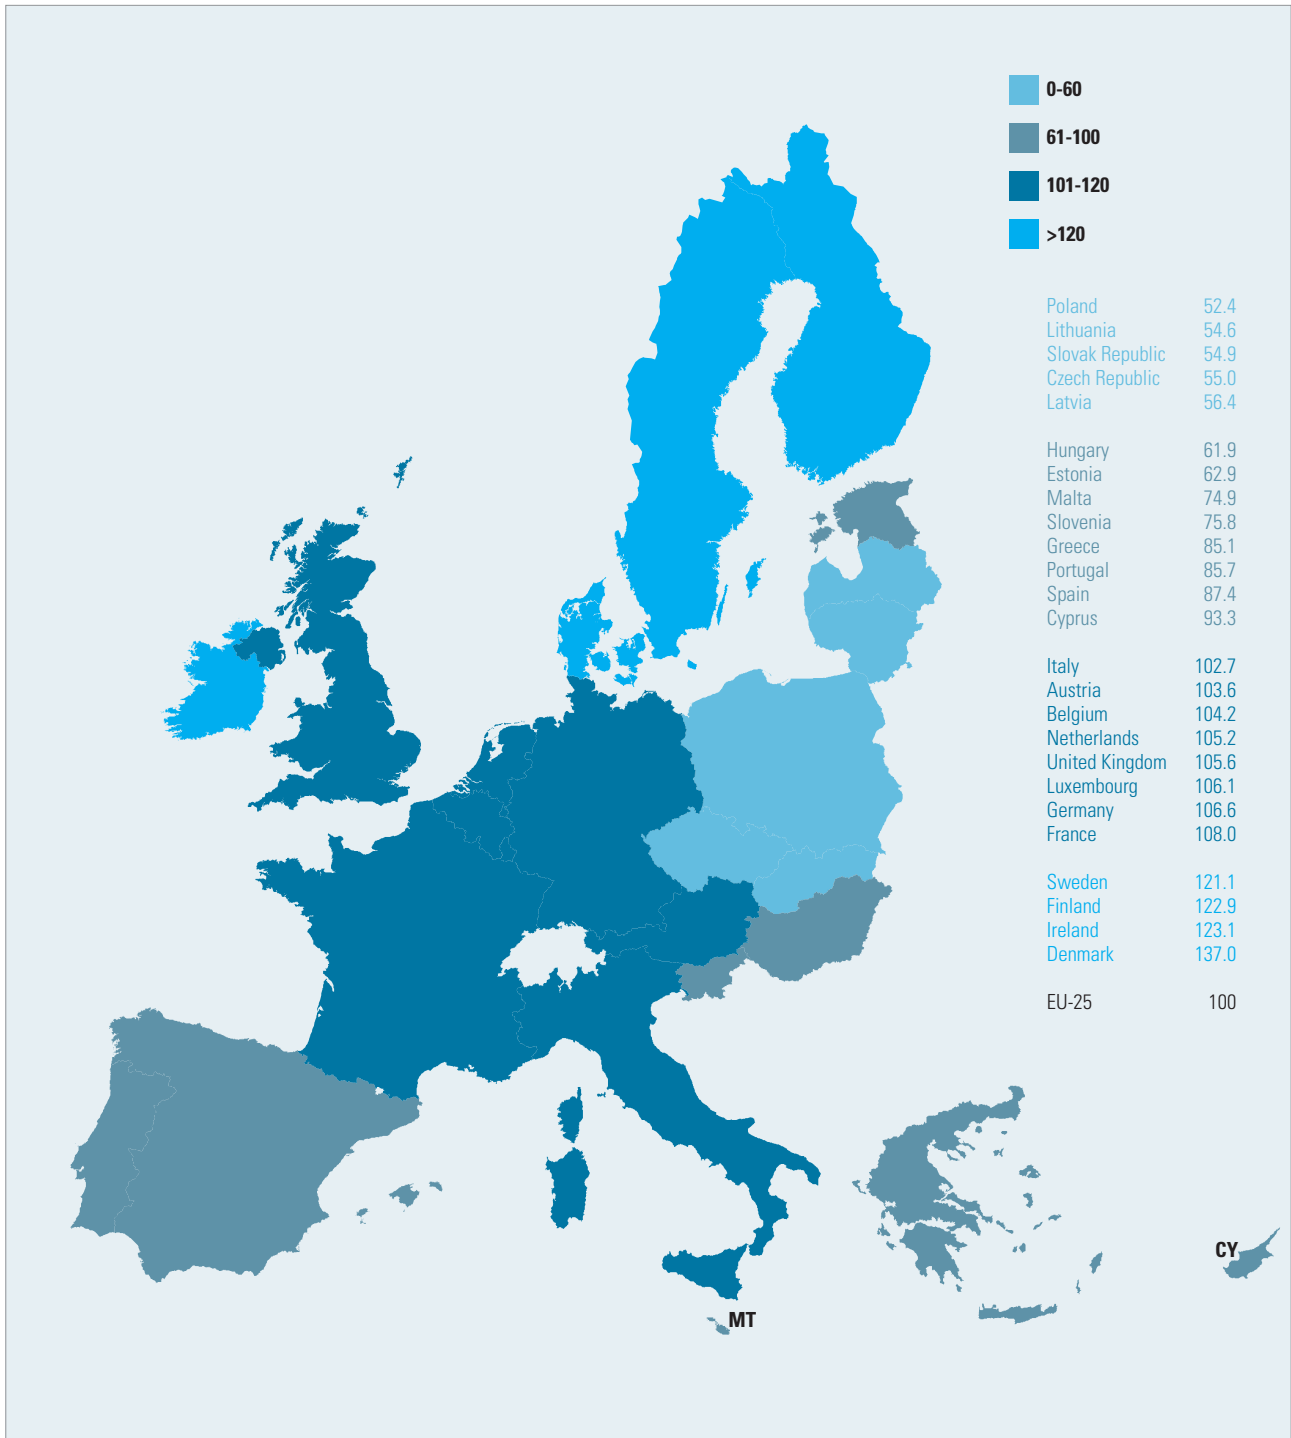 0-60
61-100
101-120
>120
Poland 52.4
Lithuania 54.6
Slovak Republic 54.9
Czech Republic 55.0
Latvia 56.4
Hungary 61.9
Estonia 62.9
Malta 74.9
Slovenia 75.8
Greece 85.1
Portugal 85.7
Spain 87.4
Cyprus 93.3
Italy 102.7
Austria 103.6
Belgium 104.2
Netherlands 105.2
United Kingdom 105.6
Luxembourg 106.1
Germany 106.6
France 108.0
Sweden 121.1
Finland 122.9
Ireland 123.1
Denmark 137.0
EU-25 100
CY
MT